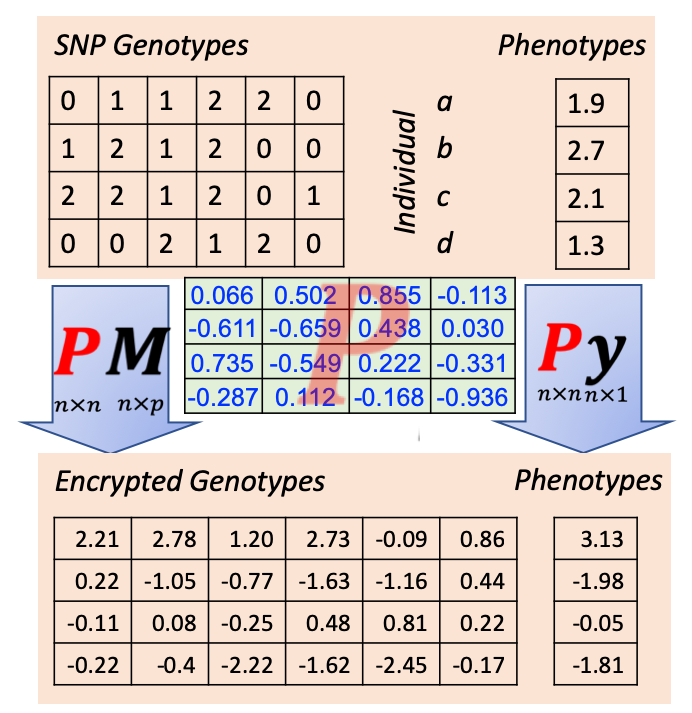 SNP Genotypes Phenotypes
0 1 1 2 2 0 a 1.9
1 2 1 2 0 0 b 2.7
2 2 1 2 0 1 c 2.1
0 0 2 1 2 0 d 1.3
Individual
0.066 0.502 0.855 -0.113
-0.611 -0.659 0.438 0.030
0.735 -0.549 0.222 -0.331
-0.287 0.112 -0.168 -0.936
P
P M
n×n n×p
P y
n×n n×1
Encrypted Genotypes Phenotypes
2.21 2.78 1.20 2.73 -0.09 0.86 3.13
0.22 -1.05 -0.77 -1.63 -1.16 0.44 -1.98
-0.11 0.08 -0.25 0.48 0.81 0.22 -0.05
-0.22 -0.4 -2.22 -1.62 -2.45 -0.17 -1.81